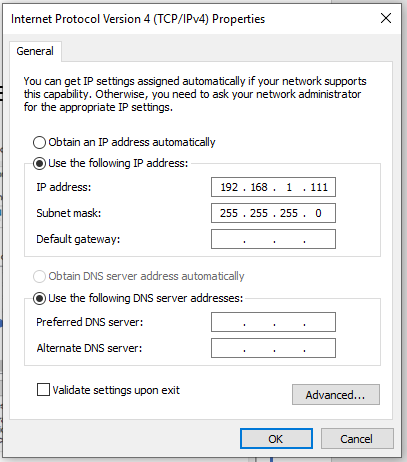 Internet Protocol Version 4 (TCP/IPv4) Properties
General
You can get IP settings assigned automatically if your network supports
this capability. Otherwise, you need to ask your network administrator
for the appropriate IP settings.
Obtain an IP address automatically
Use the following IP address:
IP address: 192 . 168 . 1 . 111
Subnet mask: 255 . 255 . 255 . 0
Default gateway: . . .
Obtain DNS server address automatically
Use the following DNS server addresses:
Preferred DNS server: . . .
Alternate DNS server: . . .
Validate settings upon exit
Advanced...
OK Cancel